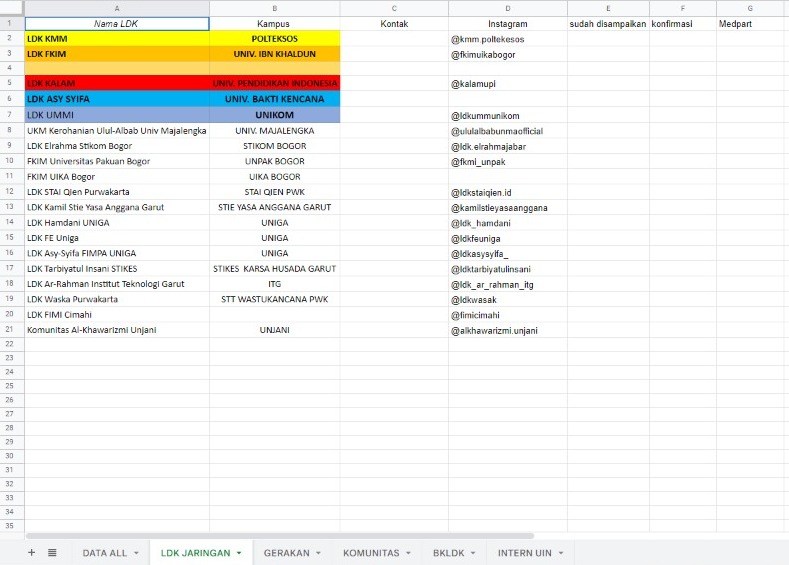 A B C D E F G
1 Nama LDK Kampus Kontak Instagram sudah disampaikan konfirmasi Medpart
2 LDK KMM POLTEKSOS @kmm.poltekesos
3 LDK FKIM UNIV. IBN KHALDUN @fkimuikabogor
4
5 LDK KALAM UNIV. PENDIDIKAN INDONESIA @kalamupi
6 LDK ASY SYIFA UNIV. BAKTI KENCANA
7 LDK UMMI UNIKOM @ldkummunikom
8 UKM Kerohanian Ulul-Albab Univ Majalengka UNIV. MAJALENGKA @ululalbabunmaofficial
9 LDK Elrahma Stikom Bogor STIKOM BOGOR @ldk.elrahmajabar
10 FKIM Universitas Pakuan Bogor UNPAK BOGOR @fkmi_unpak
11 FKIM UIKA Bogor UIKA BOGOR
12 LDK STAI Qien Purwakarta STAI QIEN PWK @ldkstaiqien.id
13 LDK Kamil Stie Yasa Anggana Garut STIE YASA ANGGANA GARUT @kamilstieyasaanggana
14 LDK Hamdani UNIGA UNIGA @ldk_hamdani
15 LDK FE Uniga UNIGA @ldkfeuniga
16 LDK Asy-Syifa FIMPA UNIGA UNIGA @ldkasysyifa_
17 LDK Tarbiyatul Insani STIKES STIKES KARSA HUSADA GARUT @ldktarbiyatulinsani
18 LDK Ar-Rahman Institut Teknologi Garut ITG @ldk_ar_rahman_itg
19 LDK Waska Purwakarta STT WASTUKANCANA PWK @ldkwasak
20 LDK FIMI Cimahi @fimicimahi
21 Komunitas Al-Khawarizmi Unjani UNJANI @alkhawarizmi.unjani
22
23
24
25
26
27
28
29
30
31
32
33
34
35
+ DATA ALL LDK JARINGAN GERAKAN KOMUNITAS BKLDK INTERN UIN